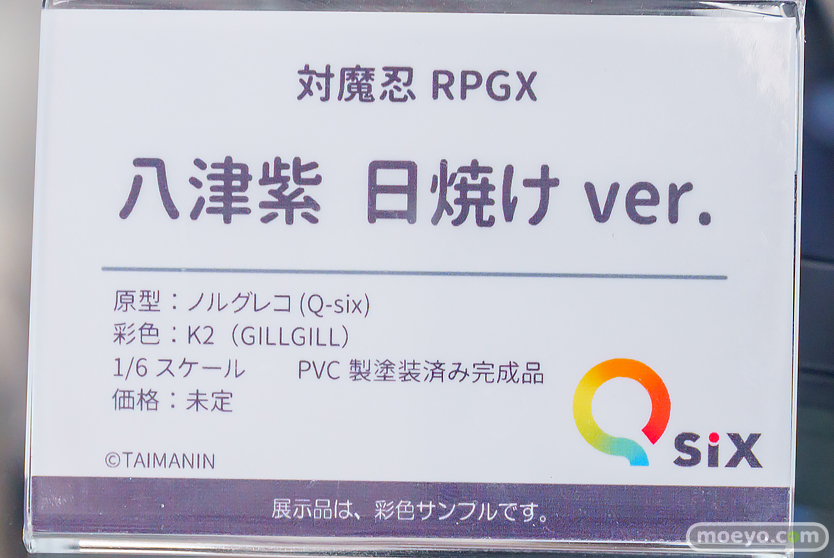 対魔忍 RPGX
八津紫 日焼け ver.
原型：ノルグレコ (Q-six)
彩色：K2（GILLGILL）
1/6 スケール　　PVC 製塗装済み完成品
価格：未定
Q six
©TAIMANIN
展示品は、彩色サンプルです。
moeyo.com